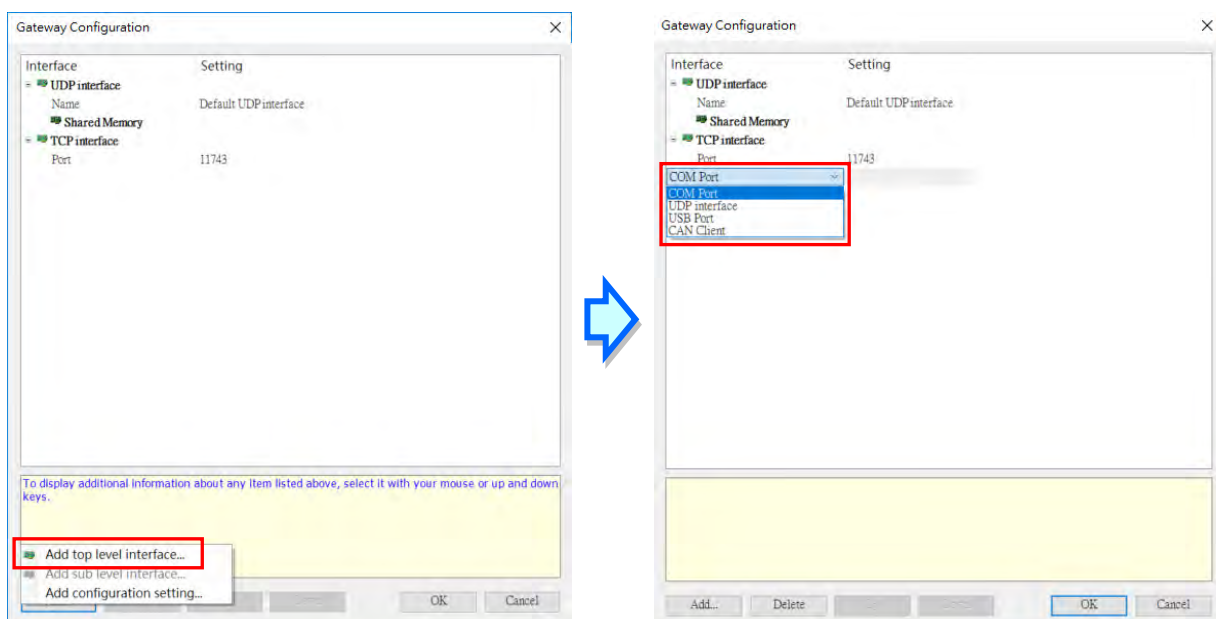 Gateway Configuration
Interface Setting
UDP interface
Name Default UDP interface
Shared Memory
TCP interface
Port 11743
To display additional information about any item listed above, select it with your mouse or up and down
keys.
Add top level interface...
Add sub level interface...
Add configuration setting...
OK Cancel
Gateway Configuration
Interface Setting
UDP interface
Name Default UDP interface
Shared Memory
TCP interface
Port 11743
COM Port
COM Port
UDP interface
USB Port
CAN Client
Add... Delete OK Cancel